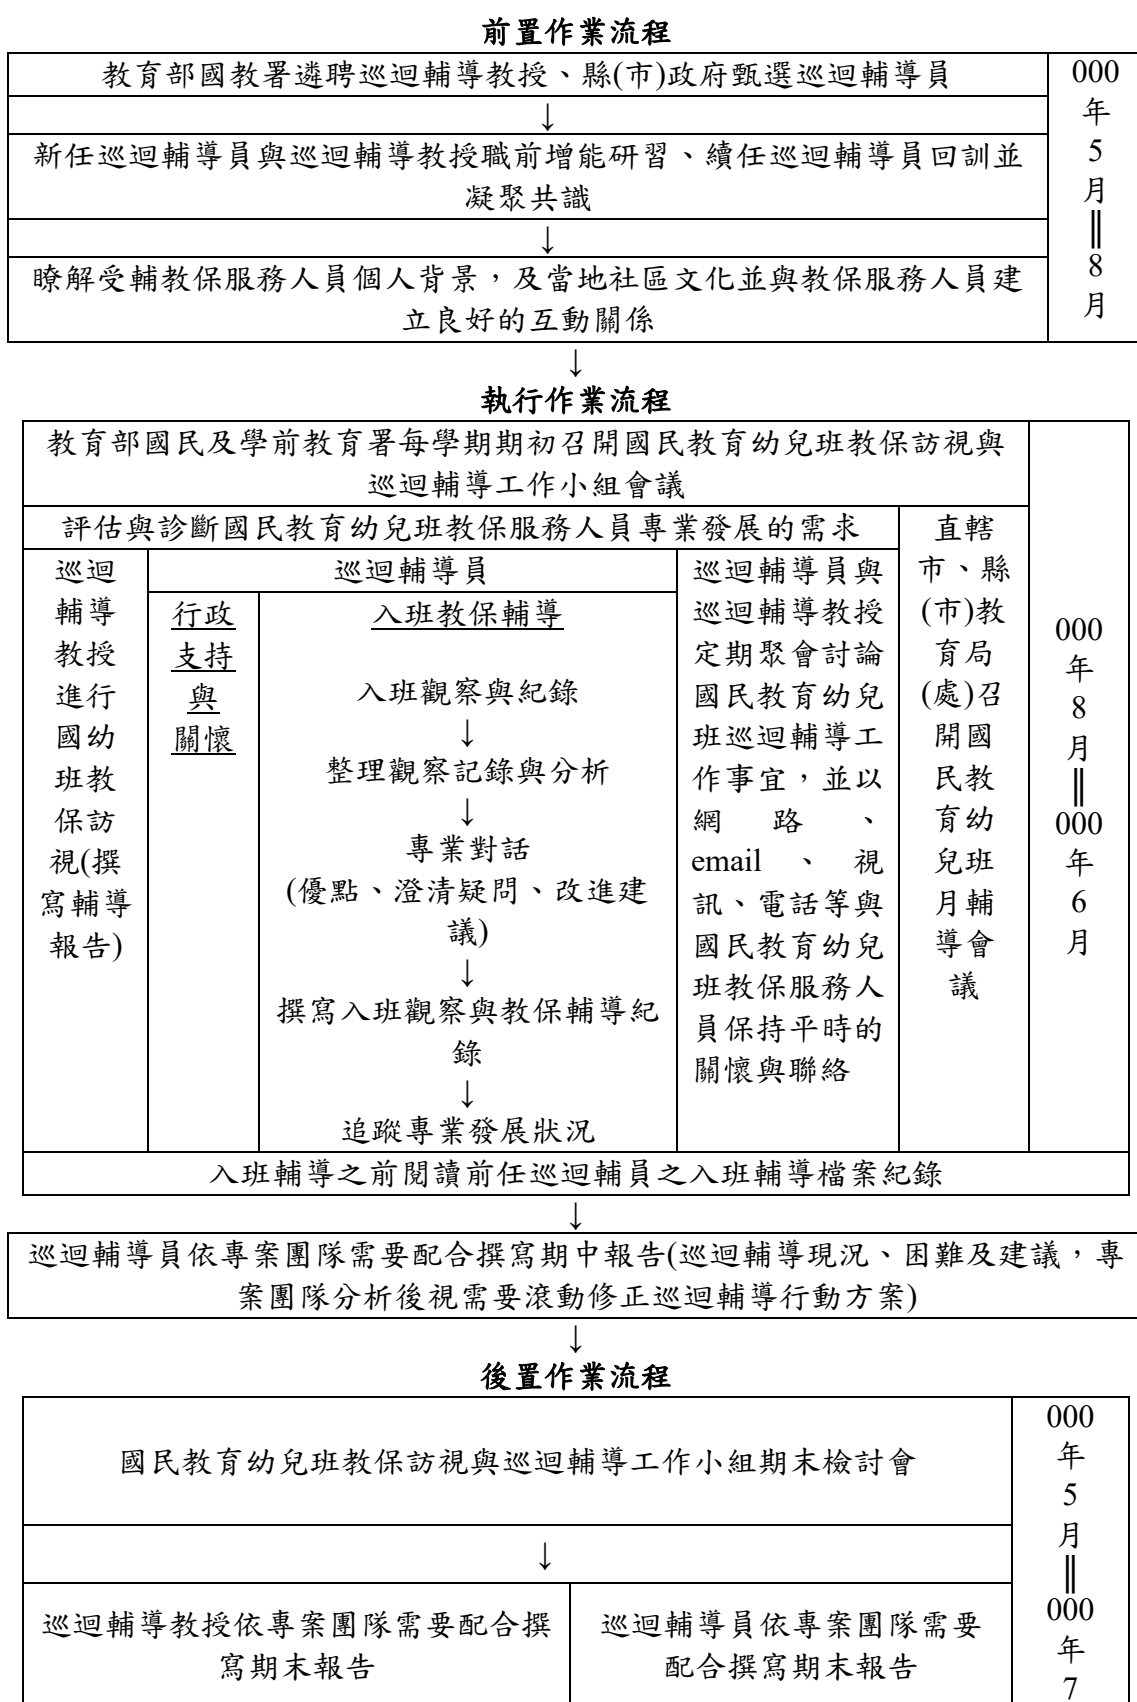 前置作業流程
教育部國教署遴聘巡迴輔導教授、縣(市)政府甄選巡迴輔導員
↓
新任巡迴輔導員與巡迴輔導教授職前增能研習、續任巡迴輔導員回訓並
凝聚共識
↓
瞭解受輔教保服務人員個人背景，及當地社區文化並與教保服務人員建
立良好的互動關係
000
年
5
月
‖
8
月
↓
執行作業流程
教育部國民及學前教育署每學期期初召開國民教育幼兒班教保訪視與
巡迴輔導工作小組會議
評估與診斷國民教育幼兒班教保服務人員專業發展的需求
巡迴
輔導
教授
進行
國幼
班教
保訪
視(撰
寫輔導
報告)
巡迴輔導員
行政
支持
與
關懷
入班教保輔導
入班觀察與紀錄
↓
整理觀察記錄與分析
↓
專業對話
(優點、澄清疑問、改進建
議)
↓
撰寫入班觀察與教保輔導紀
錄
↓
追蹤專業發展狀況
巡迴輔導員與
巡迴輔導教授
定期聚會討論
國民教育幼兒
班巡迴輔導工
作事宜，並以
網路、
email、視
訊、電話等與
國民教育幼兒
班教保服務人
員保持平時的
關懷與聯絡
直轄
市、縣
(市)教
育局
(處)召
開國
民教
育幼
兒班
月輔
導會
議
000
年
8
月
‖
000
年
6
月
入班輔導之前閱讀前任巡迴輔員之入班輔導檔案紀錄
↓
巡迴輔導員依專案團隊需要配合撰寫期中報告(巡迴輔導現況、困難及建議，專
案團隊分析後視需要滾動修正巡迴輔導行動方案)
↓
後置作業流程
國民教育幼兒班教保訪視與巡迴輔導工作小組期末檢討會
↓
巡迴輔導教授依專案團隊需要配合撰
寫期末報告
巡迴輔導員依專案團隊需要
配合撰寫期末報告
000
年
5
月
‖
000
年
7